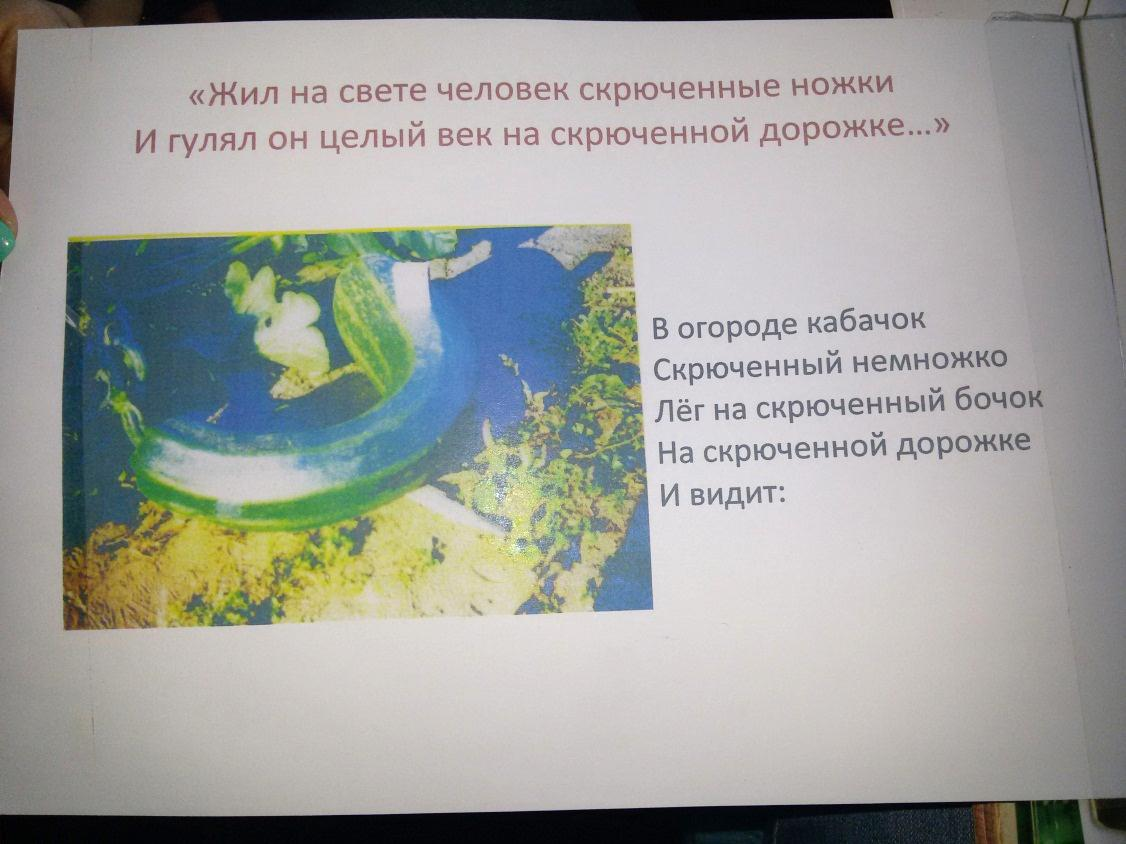 «Жил на свете человек скрюченные ножки
И гулял он целый век на скрюченной дорожке...»
В огороде кабачок
Скрюченный немножко
Лёг на скрюченный бочок
На скрюченной дорожке
И видит: